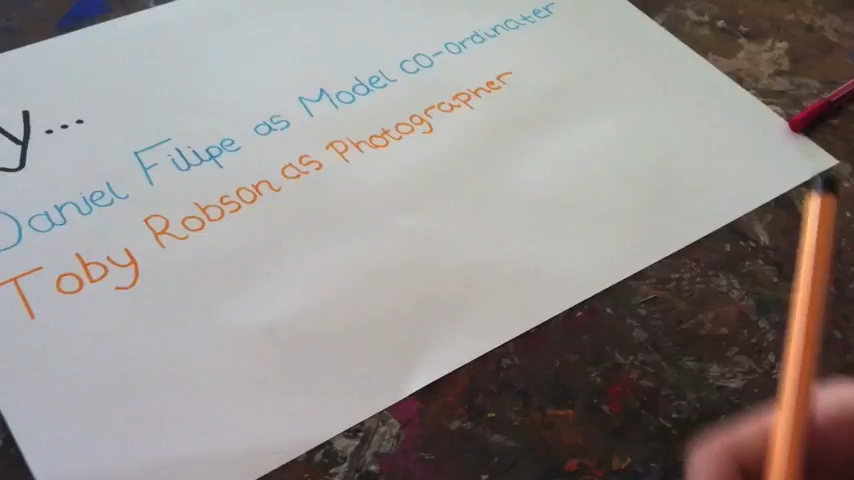 y...
Daniel Filipe as Model co-ordinater
Toby Robson as Photographer